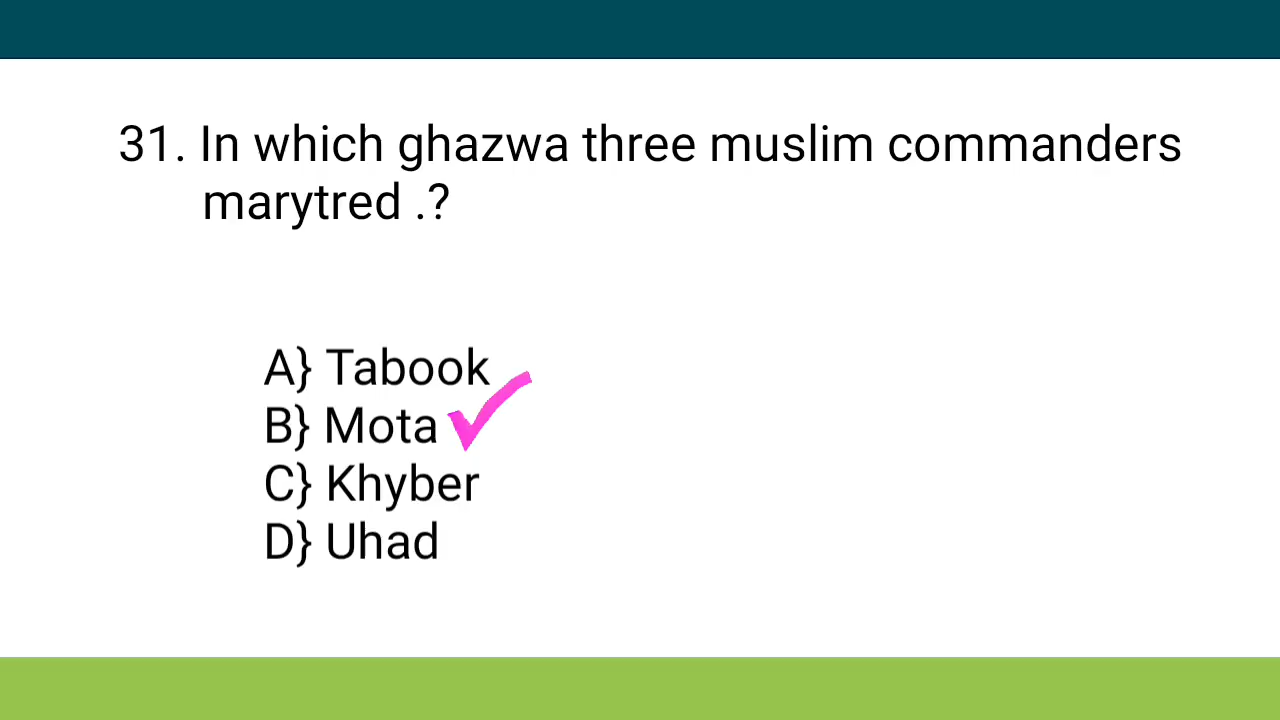 31. In which ghazwa three muslim commanders
marytred .?
A} Tabook
B} Mota
C} Khyber
D} Uhad